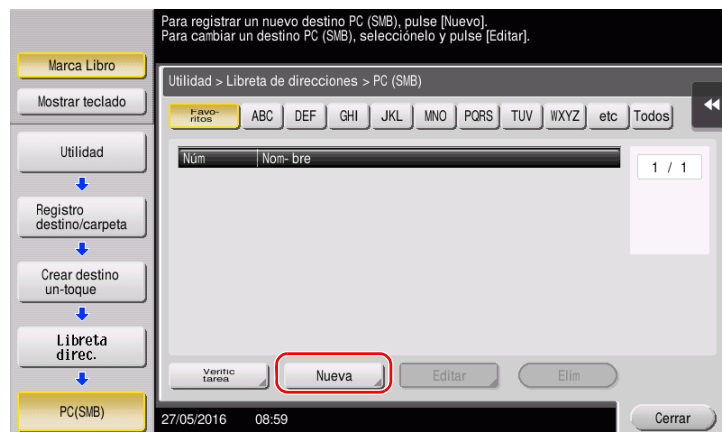 Para registrar un nuevo destino PC (SMB), pulse [Nuevo].
Para cambiar un destino PC (SMB), selecciónelo y pulse [Editar].
Marca Libro
Mostrar teclado
Utilidad
Registro
destino/carpeta
Crear destino
un-toque
Libreta
direc.
PC(SMB)
Utilidad > Libreta de direcciones > PC (SMB)
Favo-
ritos
ABC DEF GHI JKL MNO PQRS TUV WXYZ etc Todos
Núm Nom- bre
1 / 1
Verific
tarea
Nueva Editar Elim
27/05/2016 08:59 Cerrar